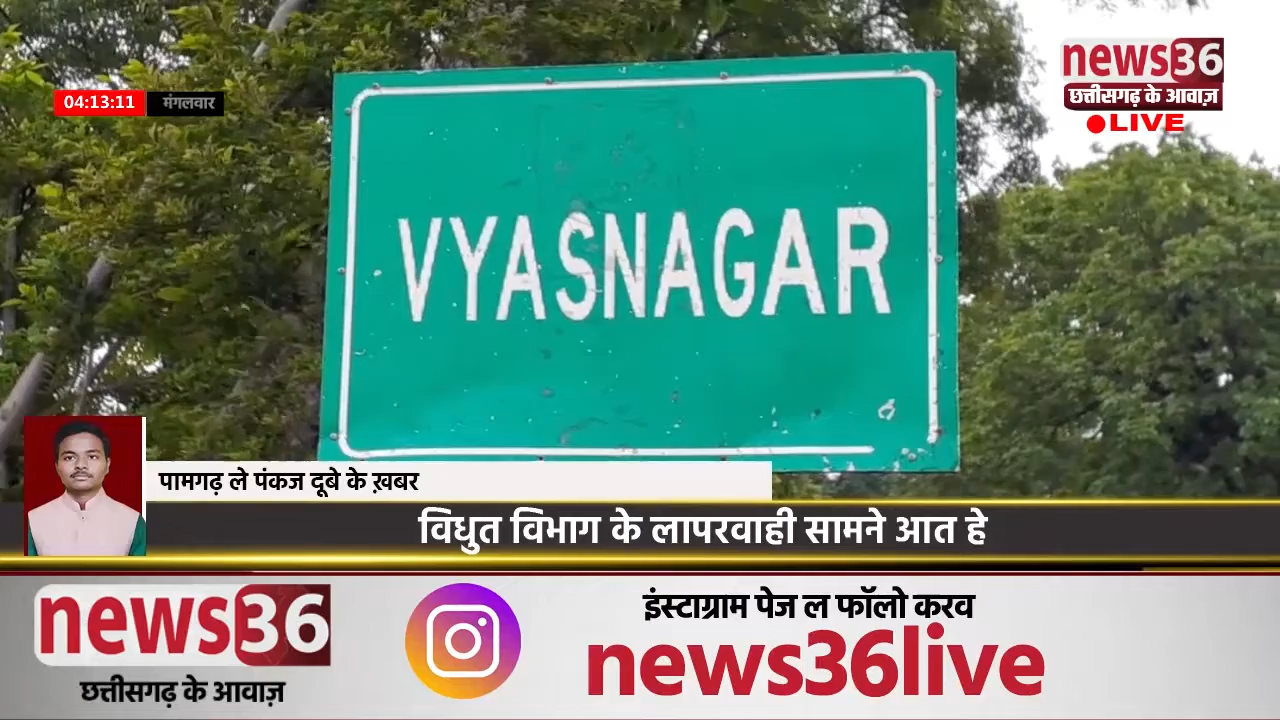 04:13:11 मंगलवार
news36
छत्तीसगढ़ के आवाज़
LIVE
VYASNAGAR
पामगढ़ ले पंकज दूबे के ख़बर
विधुत विभाग के लापरवाही सामने आत हे
news36
छत्तीसगढ़ के आवाज़
इंस्टाग्राम पेज ल फॉलो करव
news36live